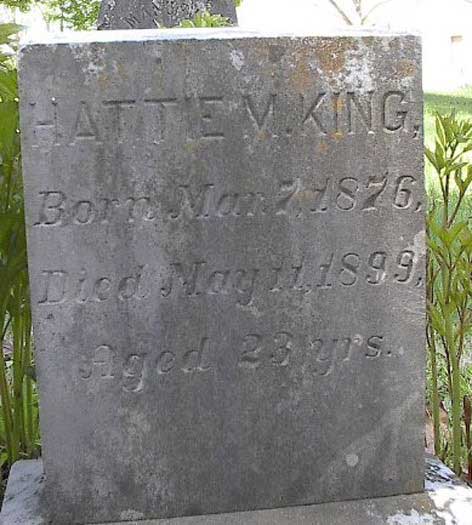 HATTIE M. KING,
Born Mar. 7, 1876,
Died May 11, 1899,
Aged 23 yrs.